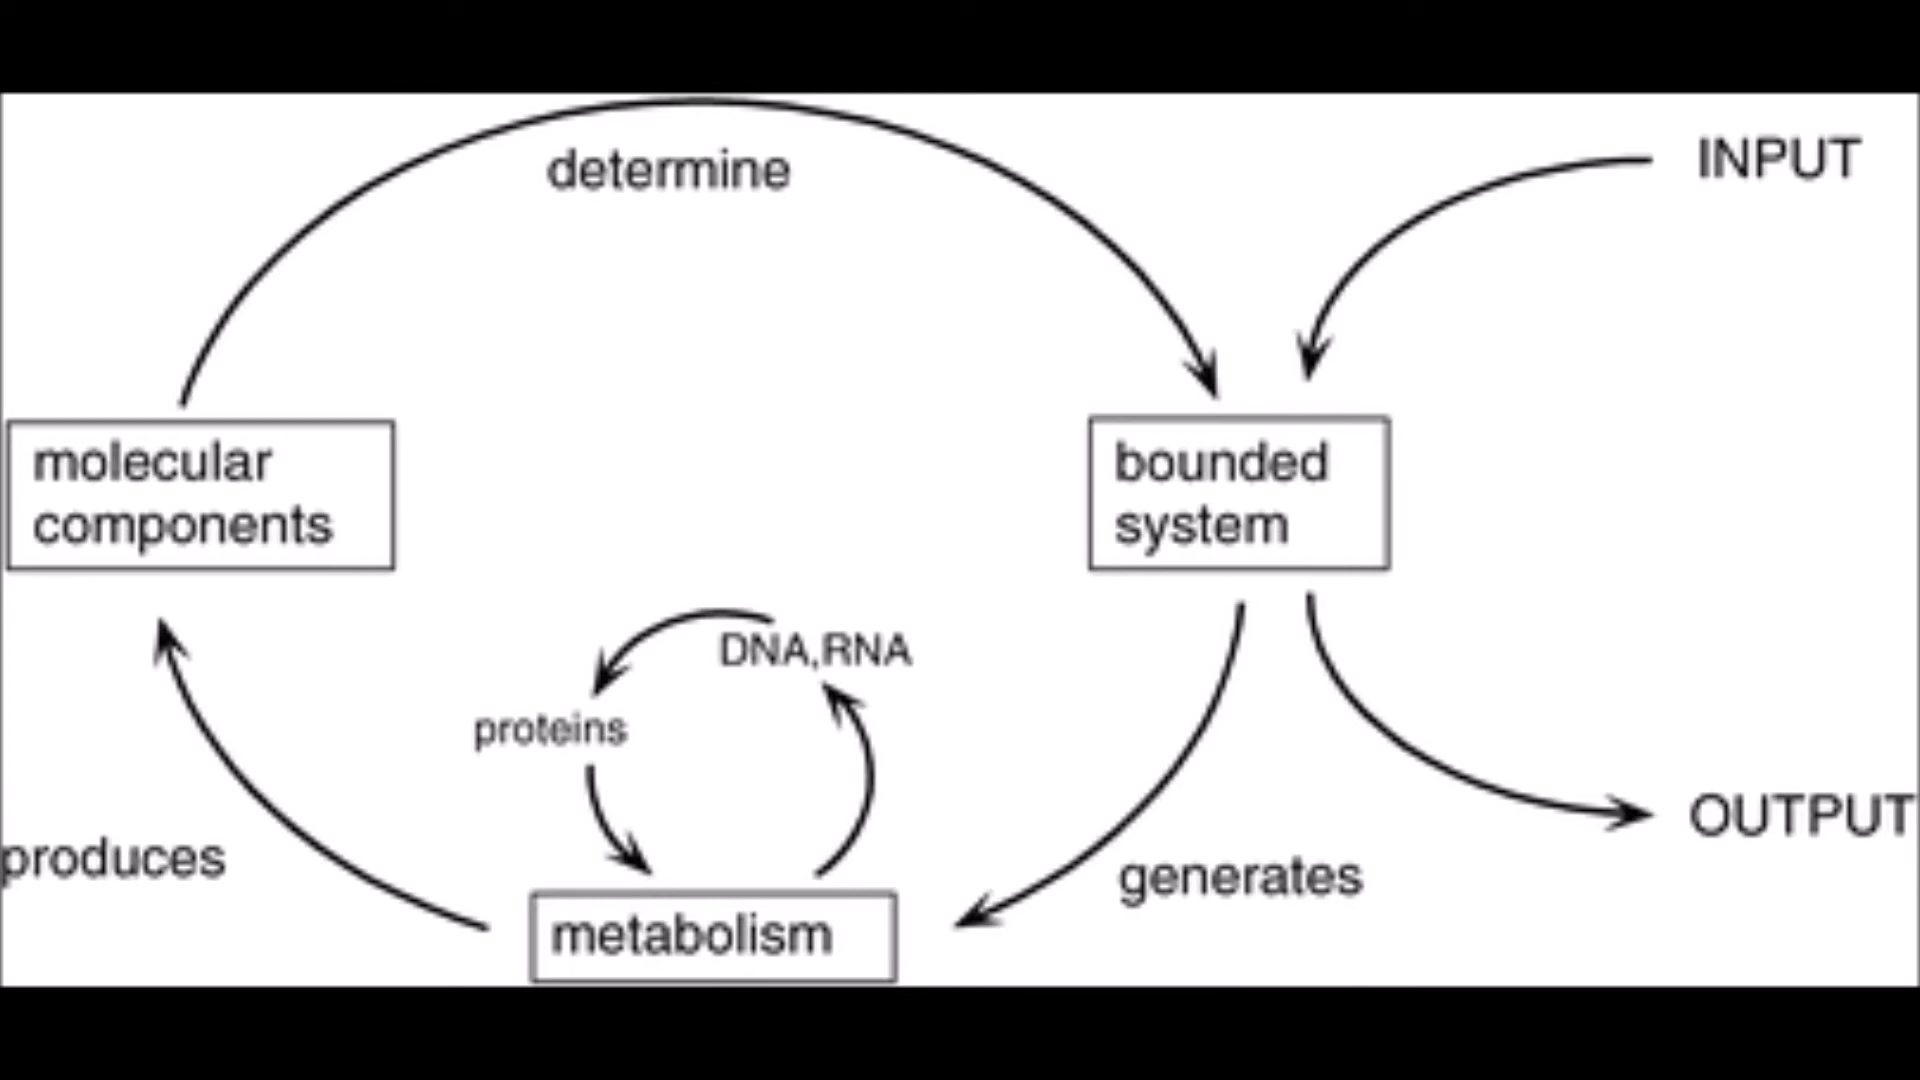 determine
INPUT
molecular
components
bounded
system
DNA,RNA
proteins
produces
generates
OUTPUT
metabolism